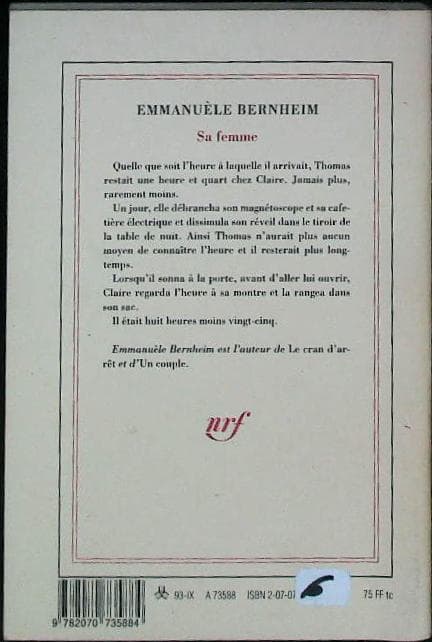 EMMANUÈLE BERNHEIM
Sa femme
Quelle que soit l'heure à laquelle il arrivait, Thomas
restait une heure et quart chez Claire. Jamais plus,
rarement moins.
Un jour, elle débrancha son magnétoscope et sa cafe-
tière électrique et dissimula son réveil dans le tiroir de
la table de nuit. Ainsi Thomas n'aurait plus aucun
moyen de connaître l'heure et il resterait plus long-
temps.
Lorsqu'il sonna à la porte, avant d'aller lui ouvrir,
Claire regarda l'heure à sa montre et la rangea dans
son sac.
Il était huit heures moins vingt-cinq.
Emmanuèle Bernheim est l'auteur de Le cran d'ar-
rêt et d'Un couple.
nrf
93-IX A 73588 ISBN 2-07-07 6 75 FF tc
9 782070 735884